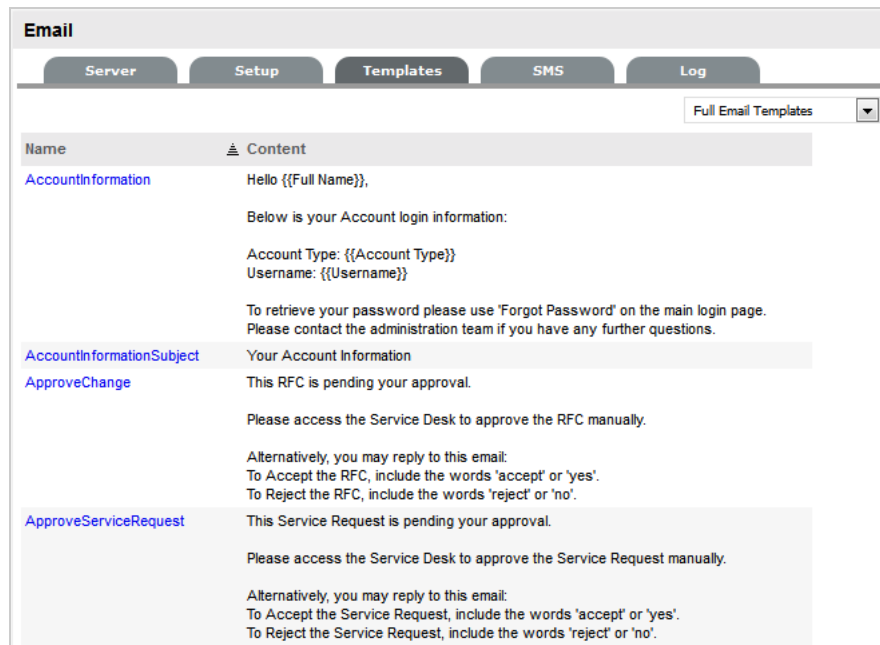 Email
Server Setup Templates SMS Log
Full Email Templates
Name Content
AccountInformation Hello {{Full Name}},
Below is your Account login information:
Account Type: {{Account Type}}
Username: {{Username}}
To retrieve your password please use 'Forgot Password' on the main login page.
Please contact the administration team if you have any further questions.
AccountInformationSubject Your Account Information
ApproveChange This RFC is pending your approval.
Please access the Service Desk to approve the RFC manually.
Alternatively, you may reply to this email:
To Accept the RFC, include the words 'accept' or 'yes'.
To Reject the RFC, include the words 'reject' or 'no'.
ApproveServiceRequest This Service Request is pending your approval.
Please access the Service Desk to approve the Service Request manually.
Alternatively, you may reply to this email:
To Accept the Service Request, include the words 'accept' or 'yes'.
To Reject the Service Request, include the words 'reject' or 'no'.